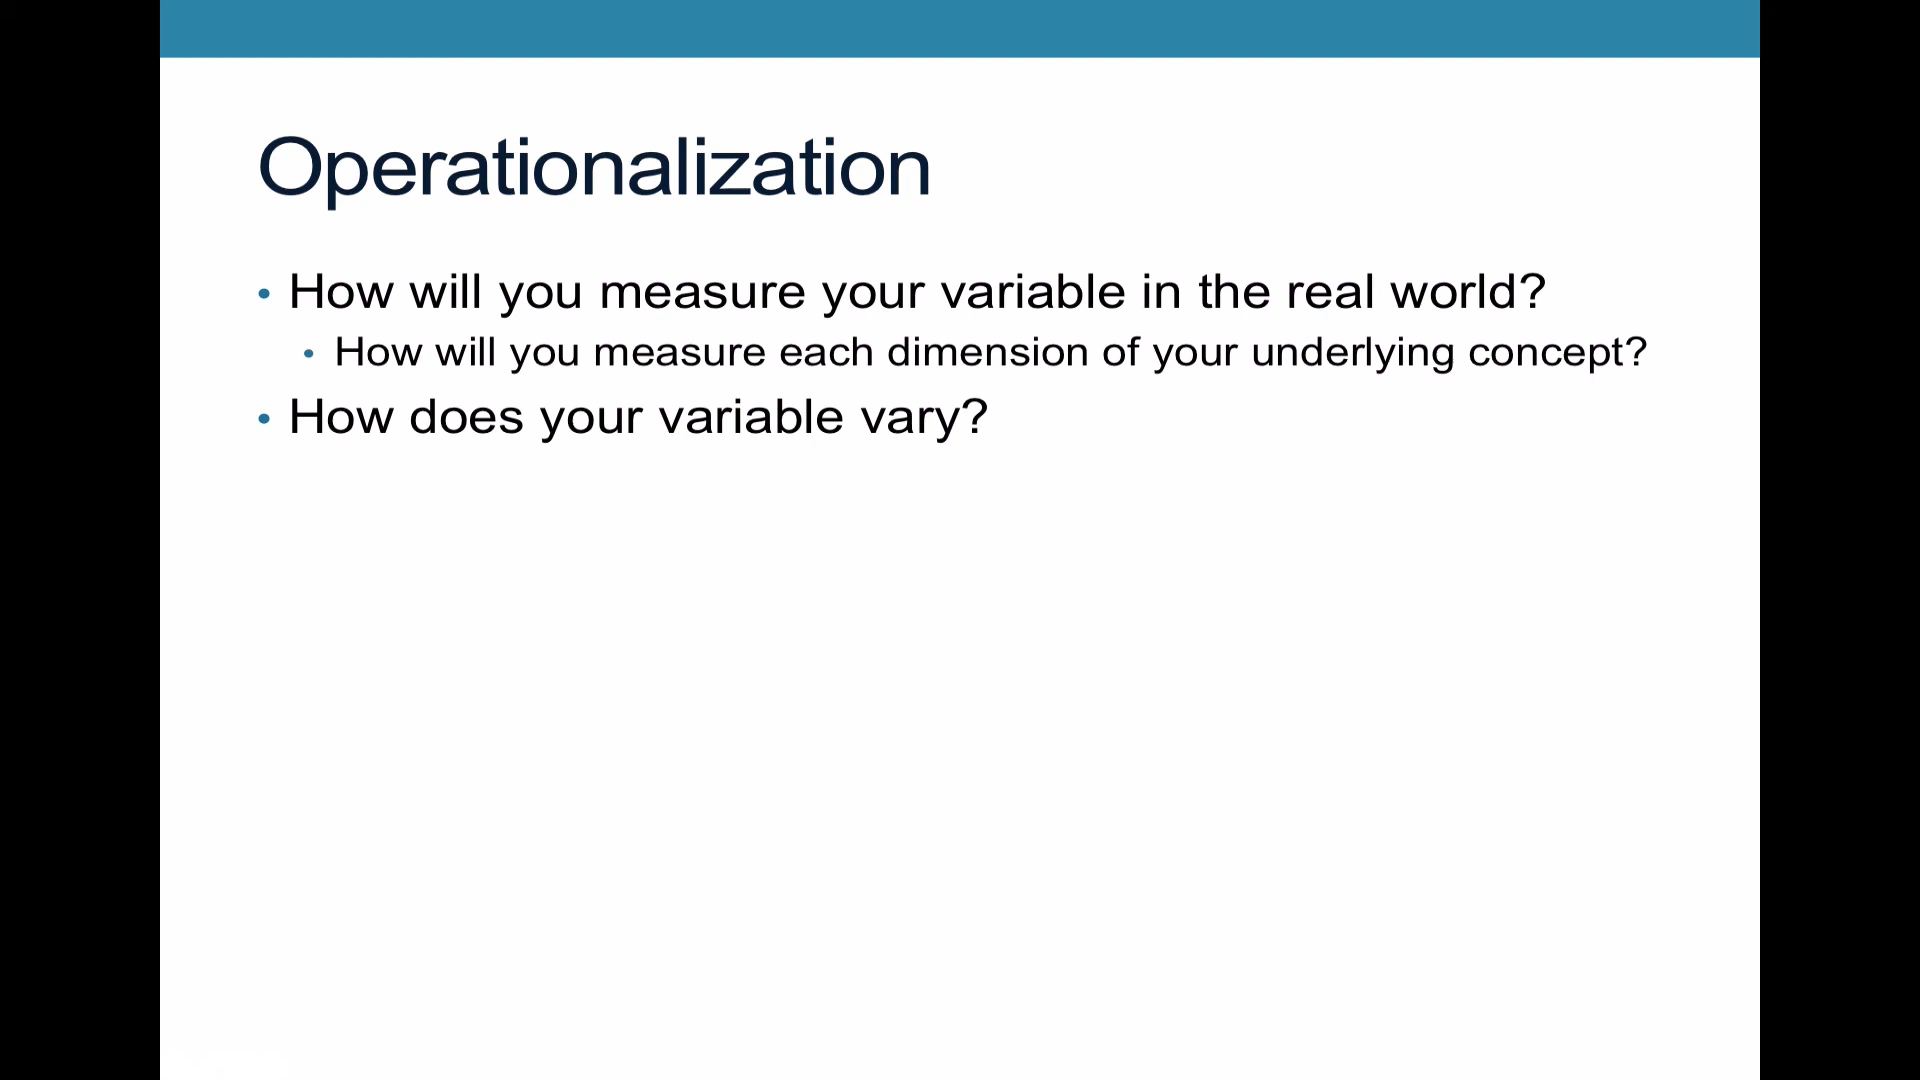 Operationalization
• How will you measure your variable in the real world?
• How will you measure each dimension of your underlying concept?
• How does your variable vary?